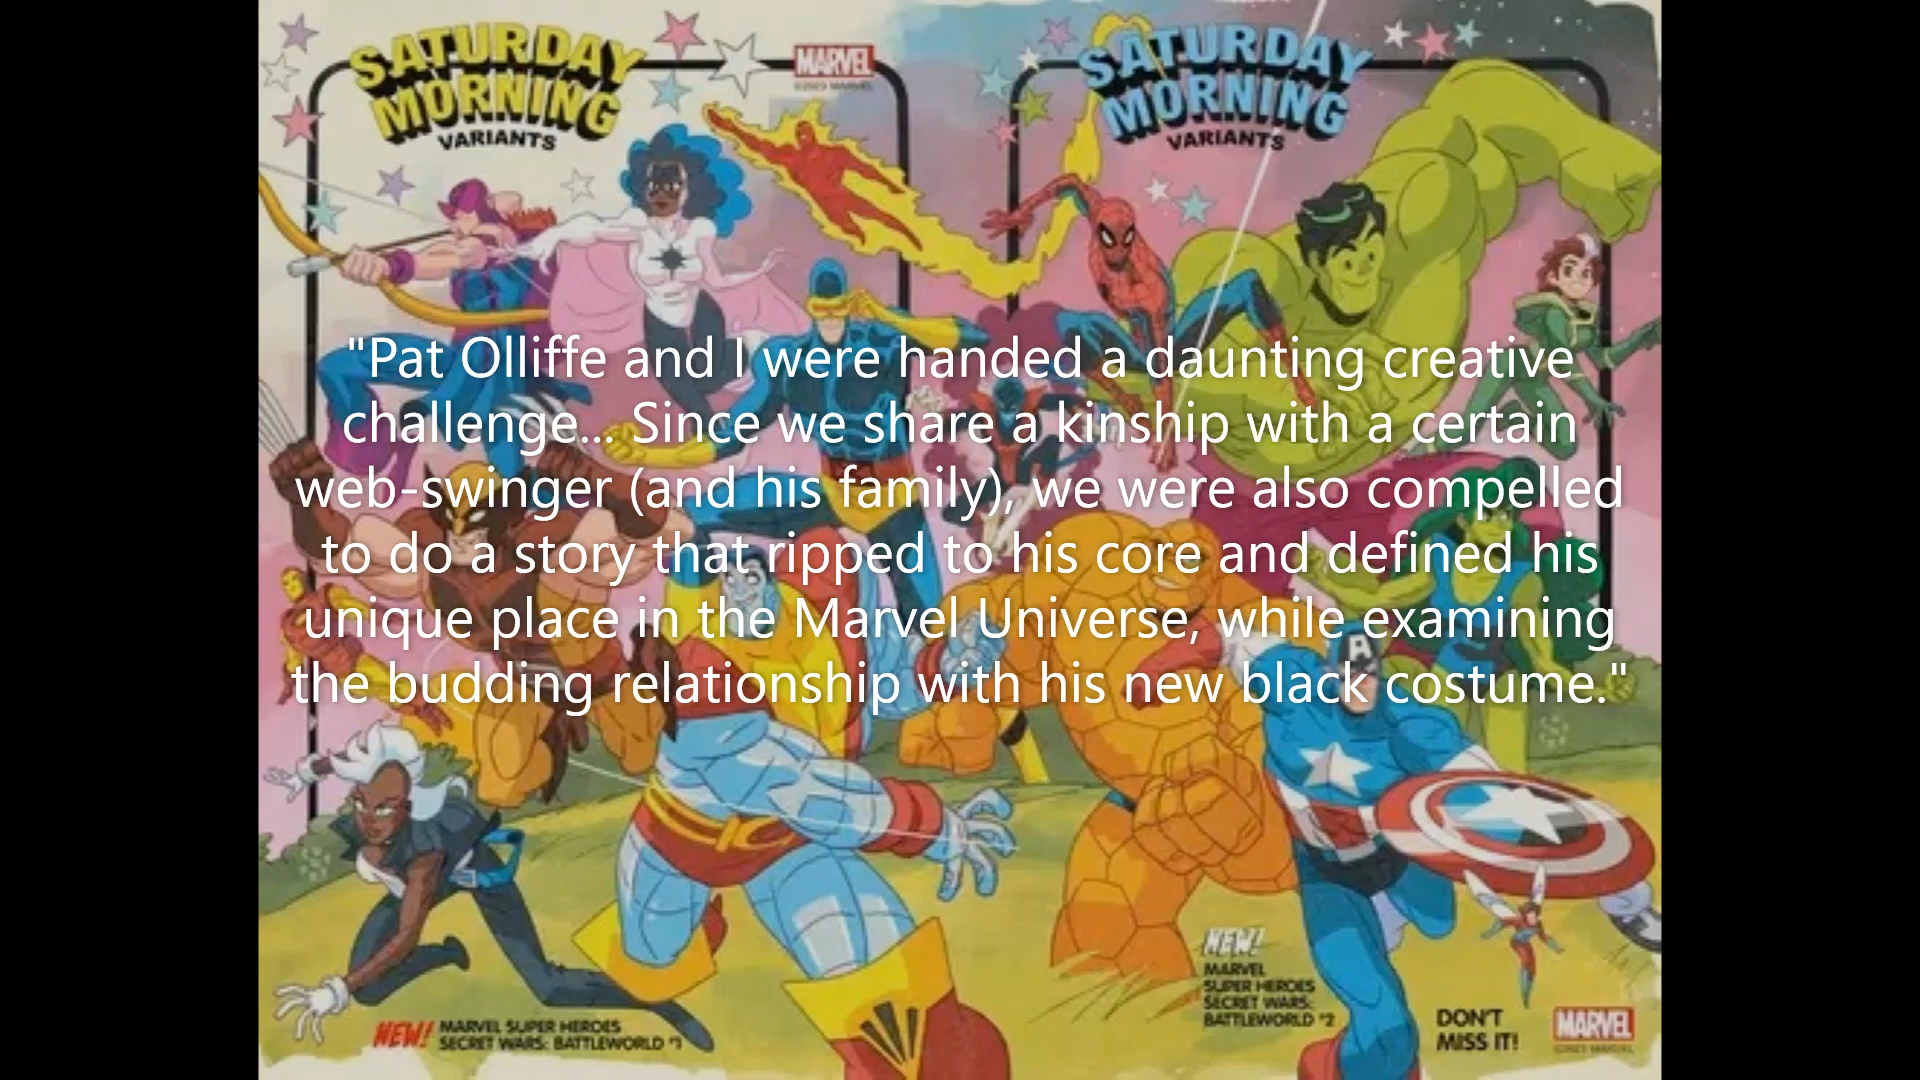 SATURDAY
MORNING
VARIANTS
MARVEL
©2023 MARVEL
SATURDAY
MORNING
VARIANTS
"Pat Olliffe and I were handed a daunting creative
challenge... Since we share a kinship with a certain
web-swinger (and his family), we were also compelled
to do a story that ripped to his core and defined his
unique place in the Marvel Universe, while examining
the budding relationship with his new black costume."
NEW!
MARVEL SUPER HEROES
SECRET WARS: BATTLEWORLD #1
NEW!
MARVEL
SUPER HEROES
SECRET WARS:
BATTLEWORLD #2
DON'T
MISS IT!
MARVEL
©2023 MARVEL